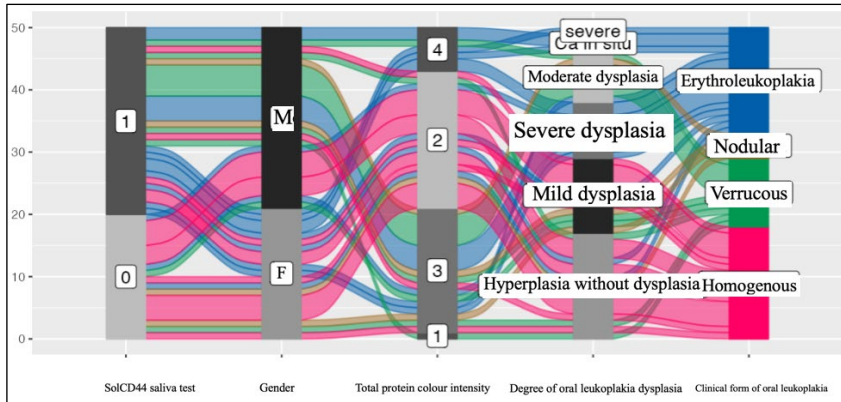 50
40
30
20
10
0
1
0
M
F
4
2
3
1
severe
Ca in situ
Moderate dysplasia
Severe dysplasia
Mild dysplasia
Hyperplasia without dysplasia
Erythroleukoplakia
Nodular
Verrucous
Homogenous
SolCD44 saliva test
Gender
Total protein colour intensity
Degree of oral leukoplakia dysplasia
Clinical form of oral leukoplakia